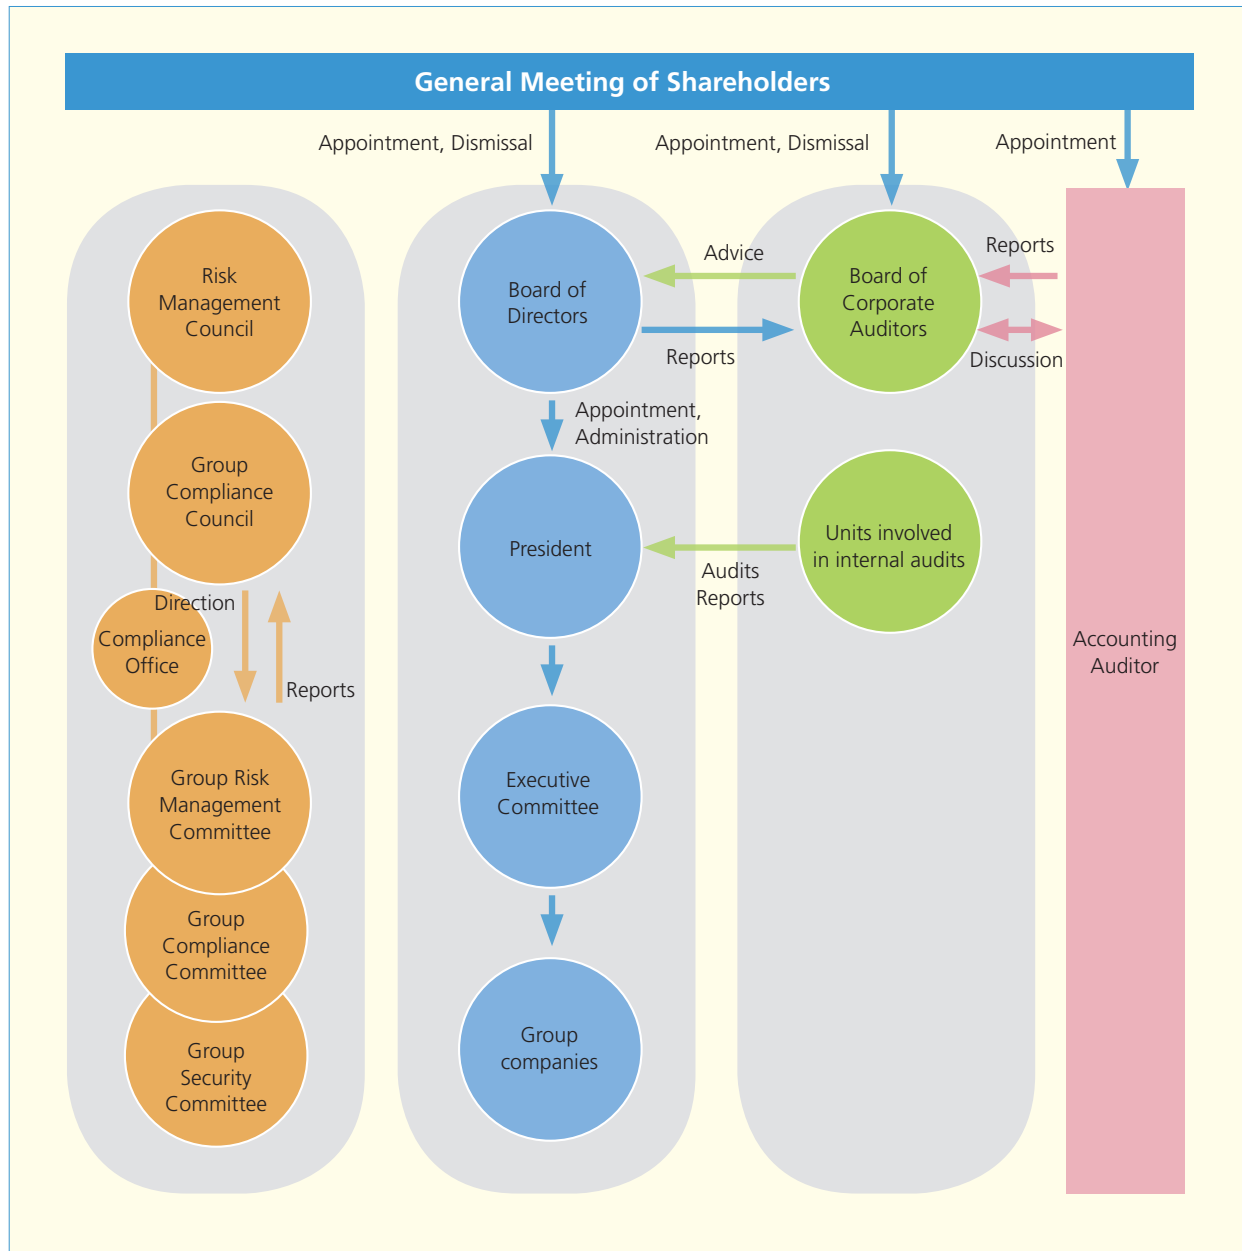 General Meeting of Shareholders
Appointment, Dismissal
Appointment, Dismissal
Appointment
Risk
Management
Council
Group
Compliance
Council
Direction
Compliance
Office
Reports
Group Risk
Management
Committee
Group
Compliance
Committee
Group
Security
Committee
Board of
Directors
Advice
Reports
Appointment,
Administration
President
Audits
Reports
Executive
Committee
Group
companies
Board of
Corporate
Auditors
Units involved
in internal audits
Reports
Discussion
Accounting
Auditor